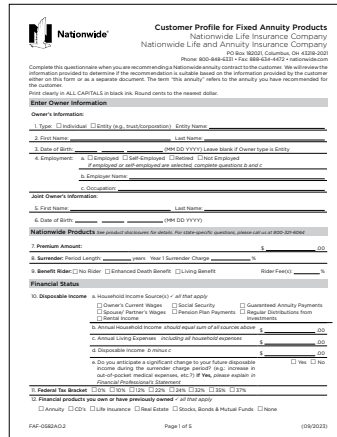 Nationwide®
Customer Profile for Fixed Annuity Products
Nationwide Life Insurance Company
Nationwide Life and Annuity Insurance Company
PO Box 182021, Columbus, OH 43218-2021
Phone: 800-848-6331 • Fax: 888-634-4472 • nationwide.com
Complete this questionnaire when you are recommending a Nationwide annuity contract to the customer. We will review the
information provided to determine if the recommendation is suitable based on the information provided by the customer
either on this form or as a separate document. The term "this annuity" refers to the annuity you have recommended for
the customer.
Print clearly in ALL CAPITALS in black ink. Round cents to the nearest dollar.
Enter Owner Information
Owner's Information:
1. Type: ☐ Individual ☐ Entity (e.g., trust/corporation) Entity Name:
2. First Name: Last Name:
3. Date of Birth: (MM DD YYYY) Leave blank if Owner type is Entity
4. Employment: a. ☐ Employed ☐ Self-Employed ☐ Retired ☐ Not Employed
If employed or self-employed are selected, complete questions b and c
b. Employer Name:
c. Occupation:
Joint Owner's Information:
5. First Name: Last Name:
6. Date of Birth: (MM DD YYYY)
Nationwide Products See product disclosures for details. For state-specific questions, please call us at 800-321-6064
7. Premium Amount: $ .00
8. Surrender: Period Length: years Year 1 Surrender Charge %
9. Benefit Rider: ☐ No Rider ☐ Enhanced Death Benefit ☐ Living Benefit Rider Fee(s): %
Financial Status
10. Disposable Income a. Household Income Source(s) ✓ all that apply
☐ Owner's Current Wages ☐ Social Security ☐ Guaranteed Annuity Payments
☐ Spouse/ Partner's Wages ☐ Pension Plan Payments ☐ Regular Distributions from
☐ Rental Income Investments
b. Annual Household Income should equal sum of all sources above $ .00
c. Annual Living Expenses including all household expenses $ .00
d. Disposable Income b minus c $ .00
e. Do you anticipate a significant change to your future disposable ☐ Yes ☐ No
income during the surrender charge period? (e.g.: increase in
out-of-pocket medical expenses, etc.?) If Yes, please explain in
Financial Professional's Statement
11. Federal Tax Bracket ☐ 0% ☐ 10% ☐ 12% ☐ 22% ☐ 24% ☐ 32% ☐ 35% ☐ 37%
12. Financial products you own or have previously owned ✓ all that apply
☐ Annuity ☐ CD's ☐ Life Insurance ☐ Real Estate ☐ Stocks, Bonds & Mutual Funds ☐ None
FAF-0582AO.2 Page 1 of 5 (09/2023)